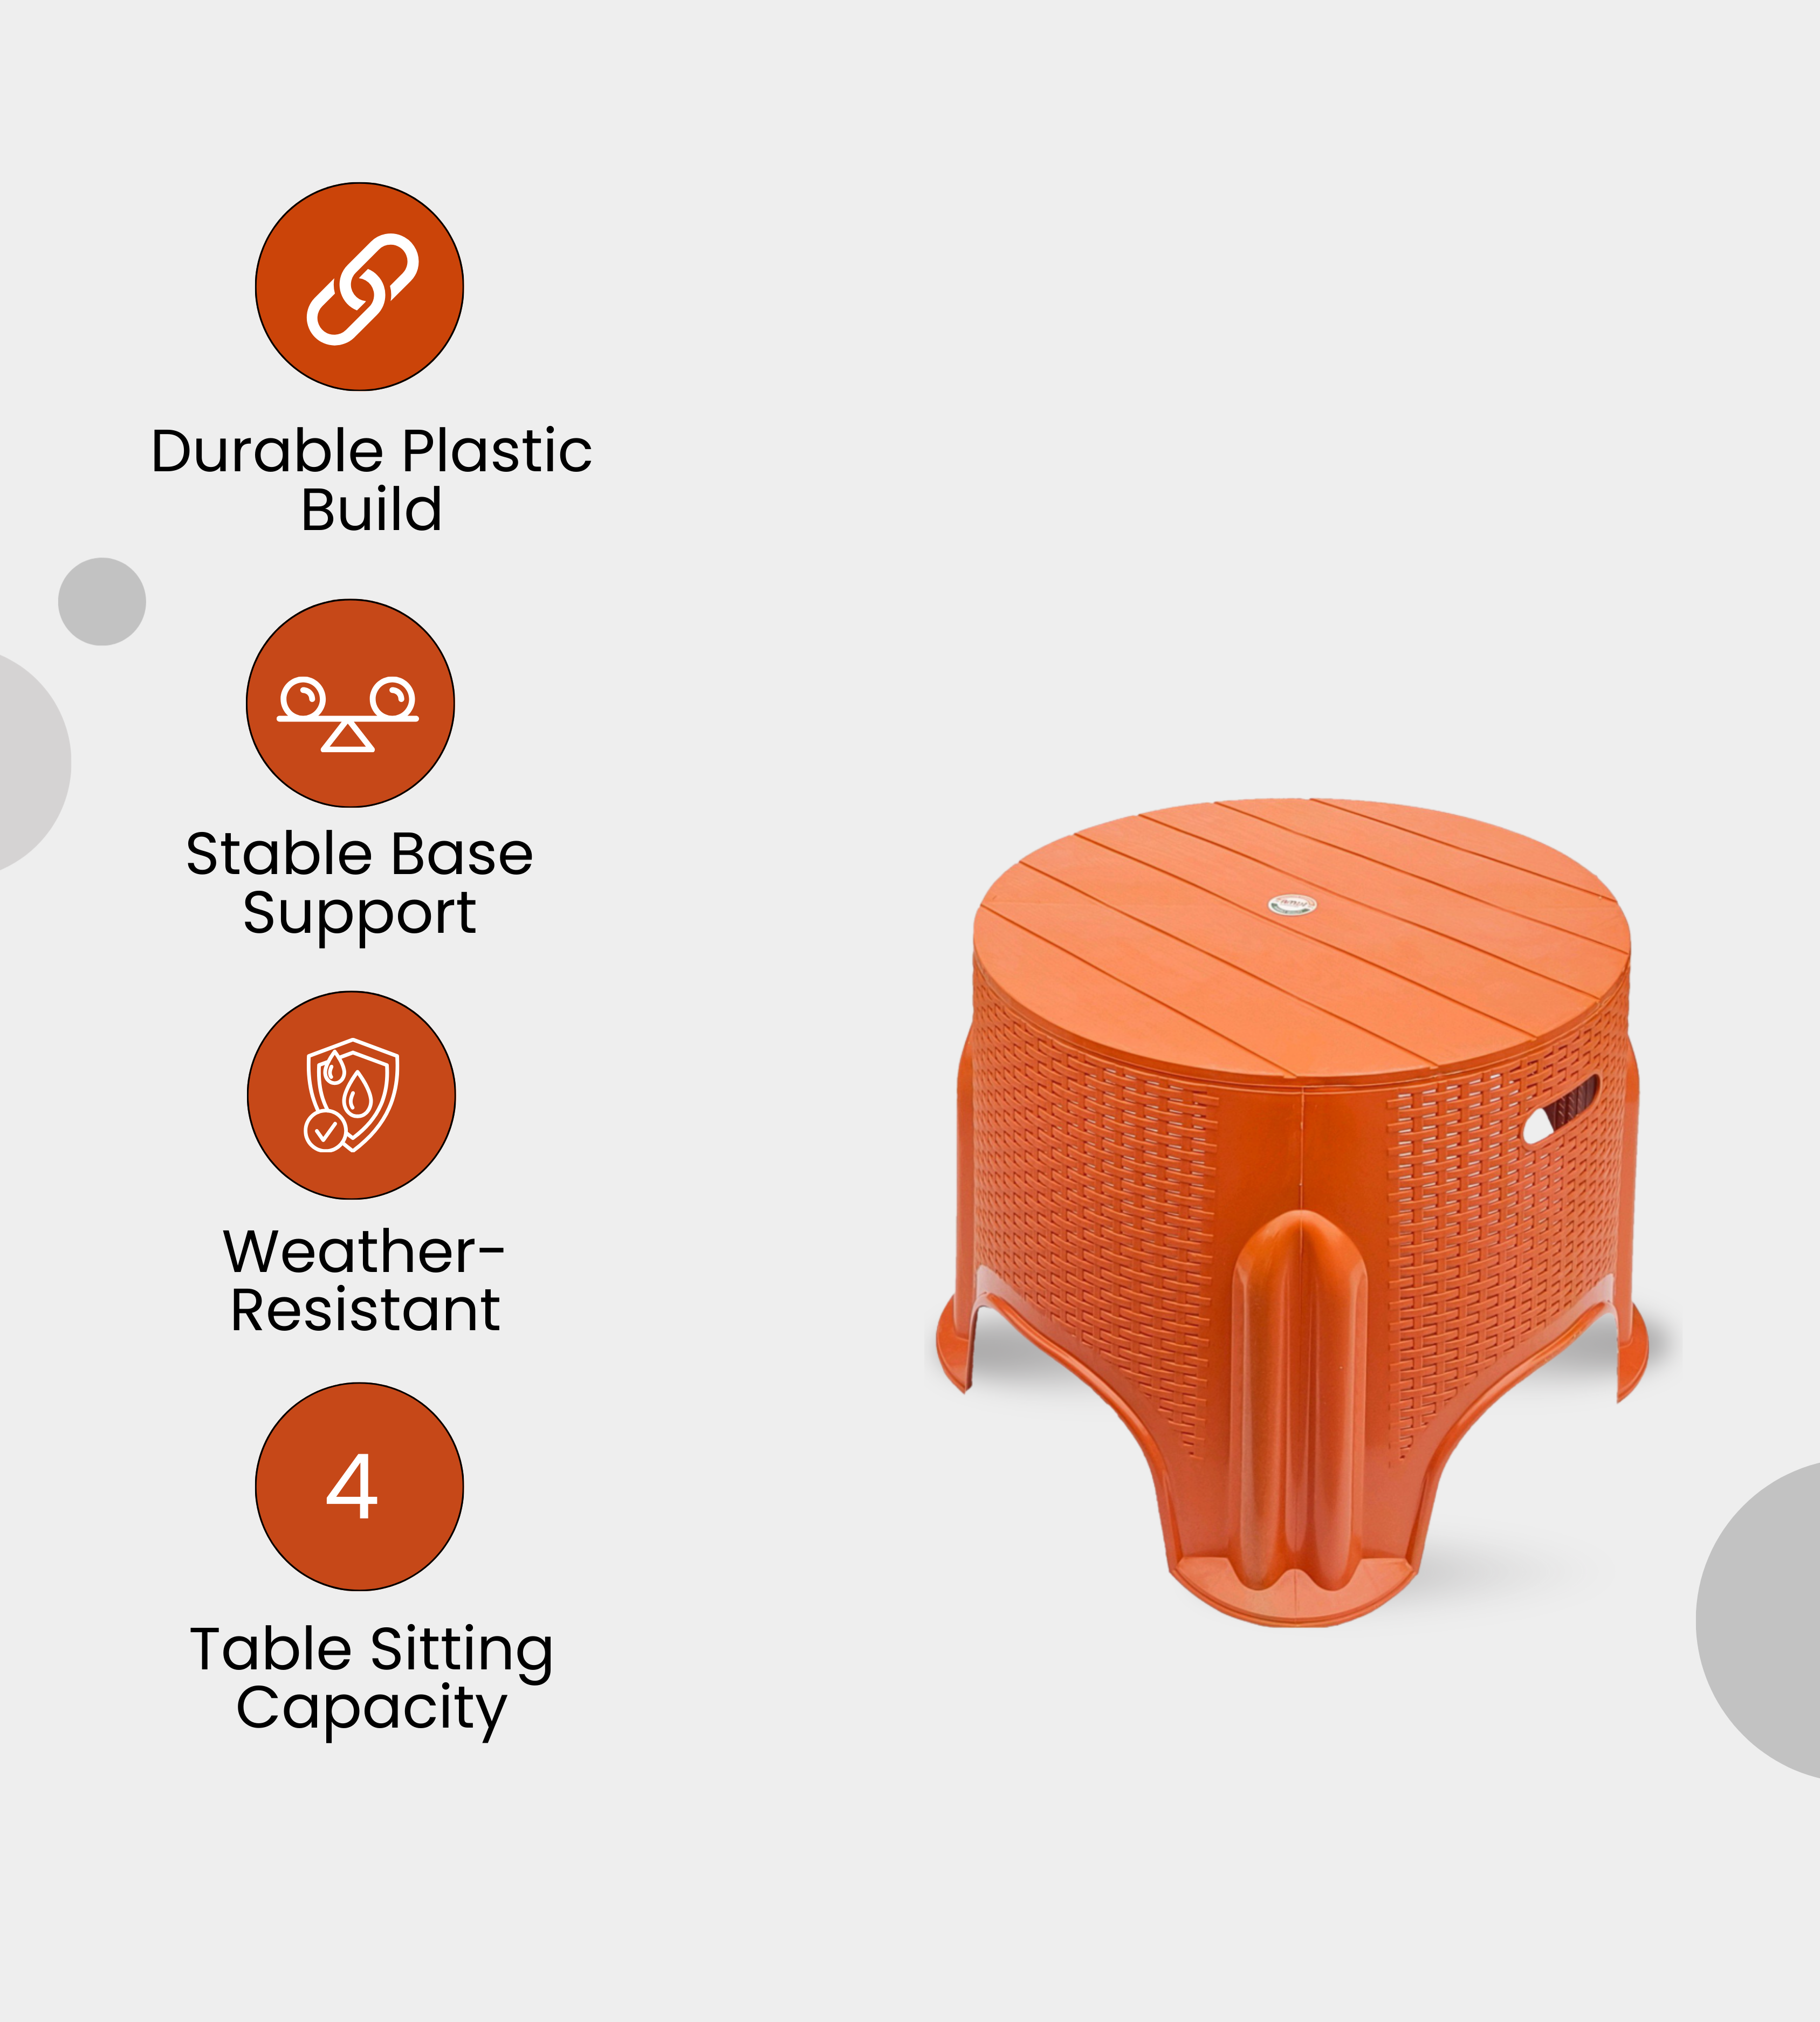 Durable Plastic
Build
Stable Base
Support
Weather-
Resistant
4
Table Sitting
Capacity